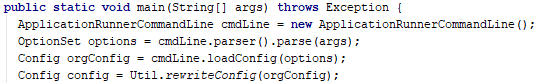 public static void main(String[] args) throws Exception {
ApplicationRunnerCommandLine cmdLine = new ApplicationRunnerCommandLine();
OptionSet options = cmdLine.parser().parse(args);
Config orgConfig = cmdLine.loadConfig(options);
Config config = Util.rewriteConfig(orgConfig);